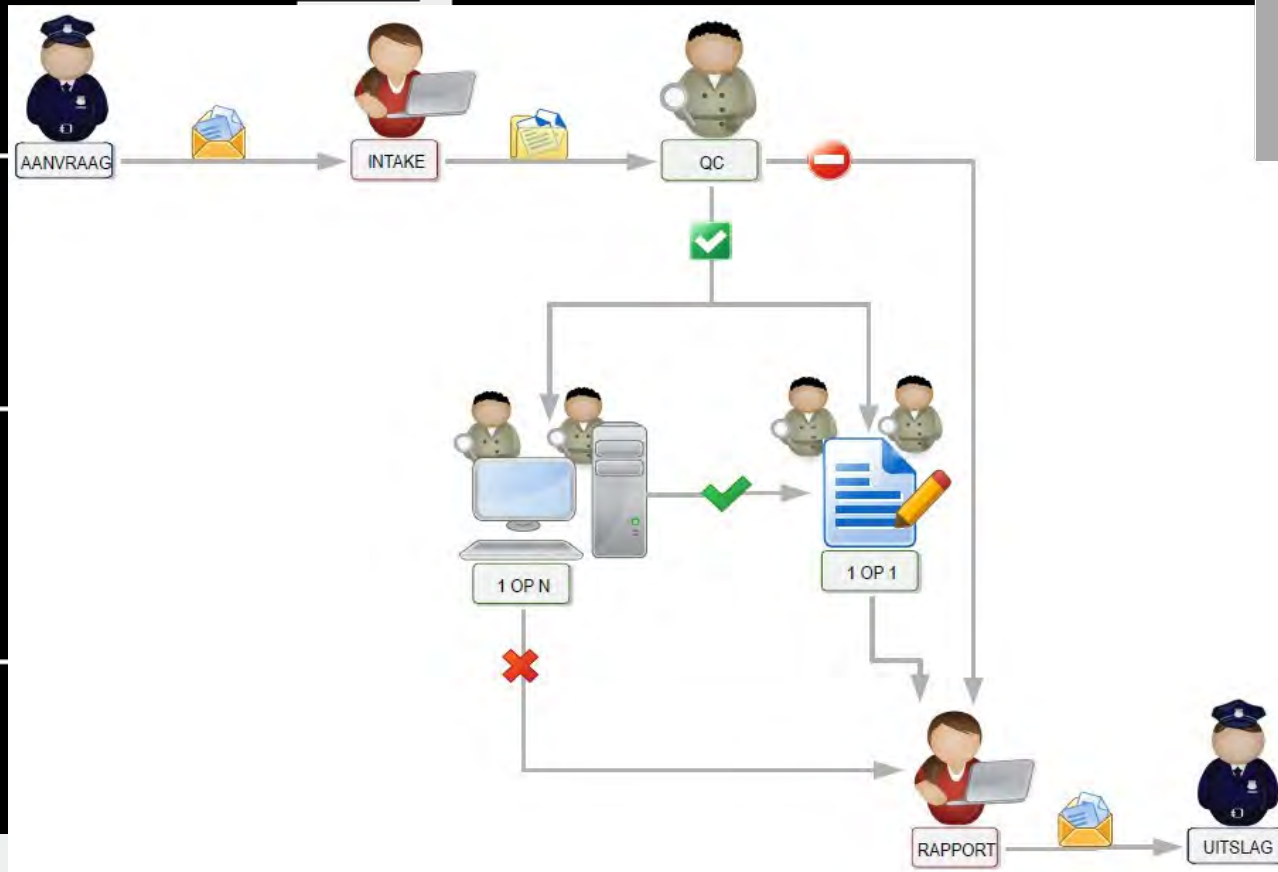 AANVRAAG
INTAKE
QC
1 OP N
1 OP 1
RAPPORT
UITSLAG